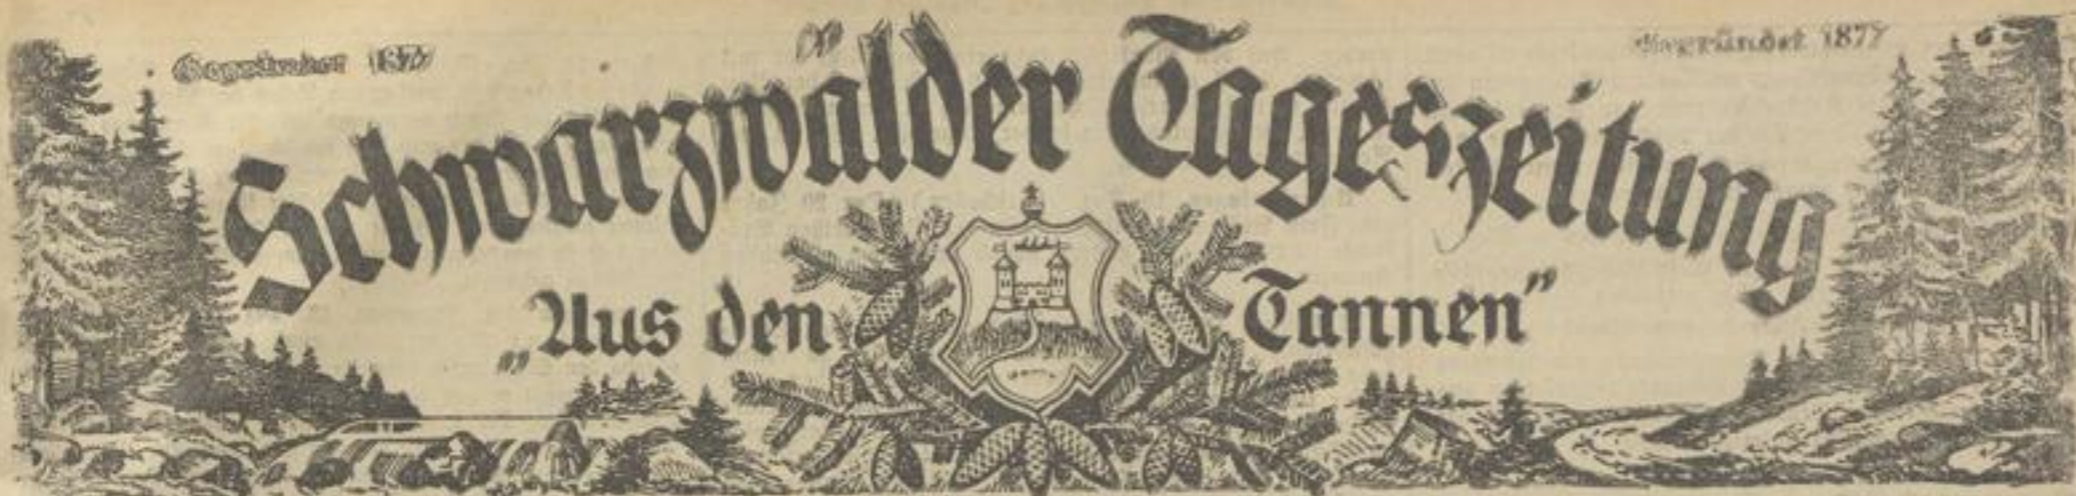 Gegründet 1877
Gegründet 1877
Schwarzwälder Tageszeitung
„Aus den Tannen”